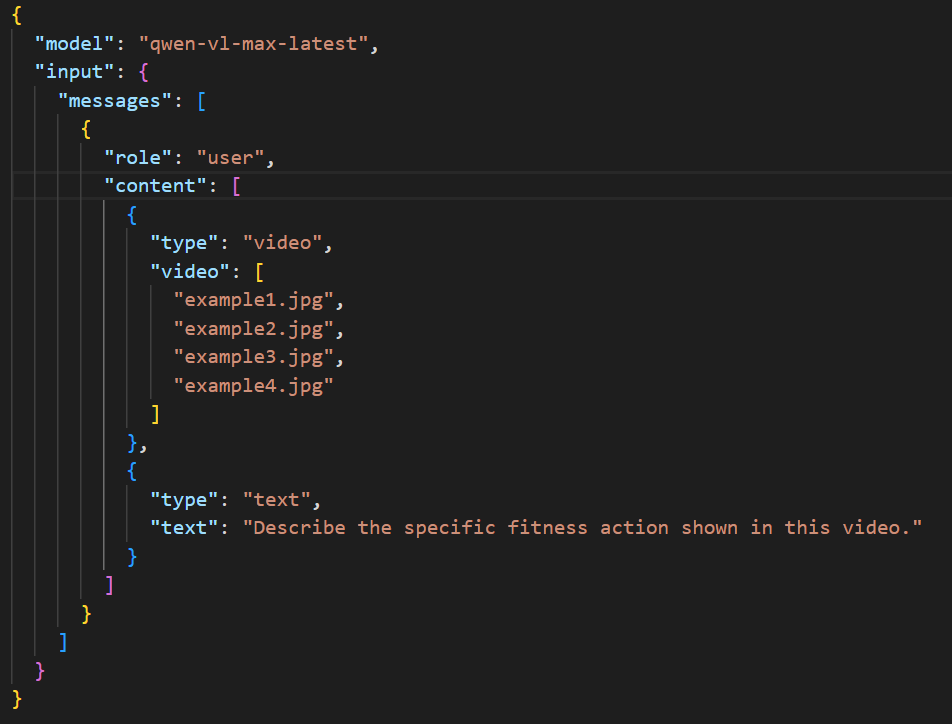 {
  "model": "qwen-vl-max-latest",
  "input": {
    "messages": [
      {
        "role": "user",
        "content": [
          {
            "type": "video",
            "video": [
              "example1.jpg",
              "example2.jpg",
              "example3.jpg",
              "example4.jpg"
            ]
          },
          {
            "type": "text",
            "text": "Describe the specific fitness action shown in this video."
          }
        ]
      }
    ]
  }
}